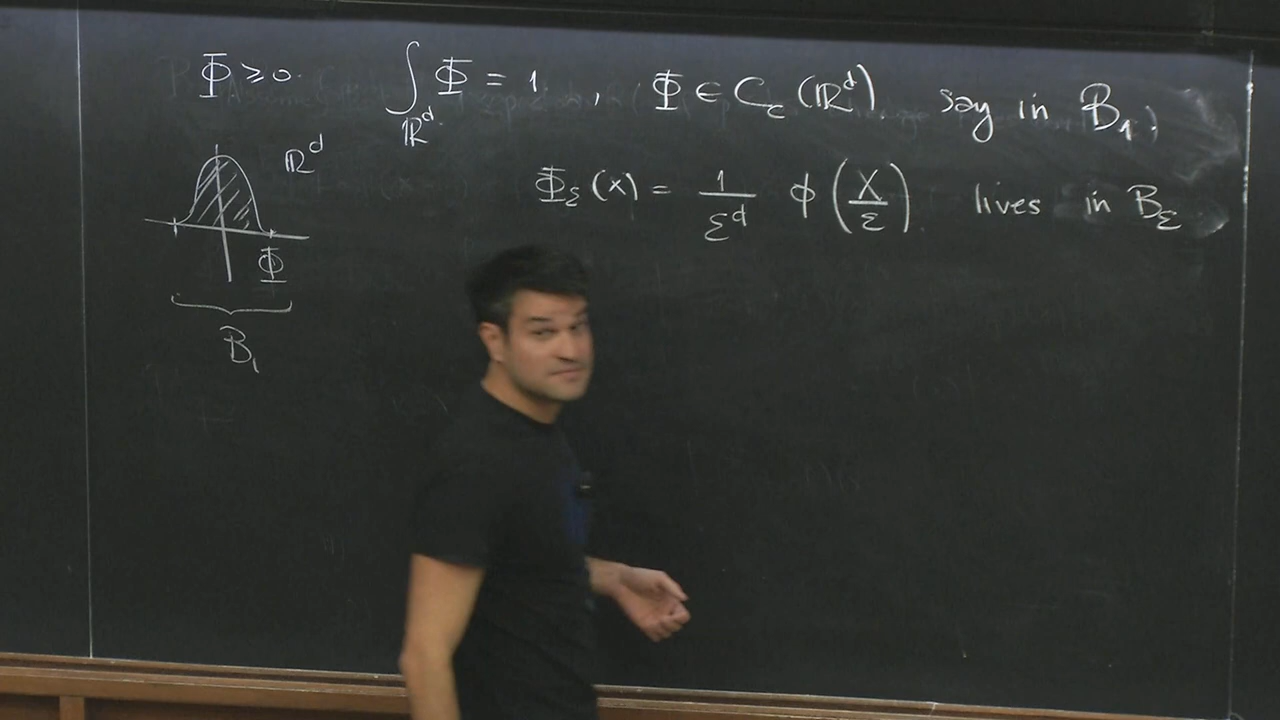 Φ ≥ 0. ∫_{ℝ^d} Φ = 1, Φ ∈ C_c(ℝ^d) say in B_1.
ℝ^d
Φ_ε(x) = 1/ε^d ϕ(x/ε) lives in B_ε
Φ
B_1